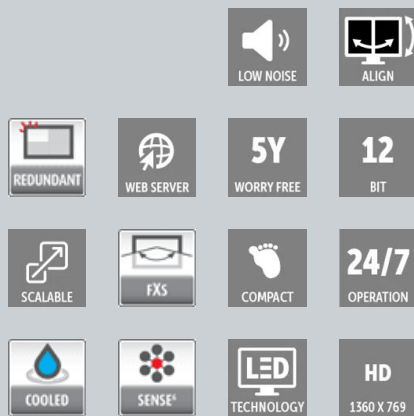 LOW NOISE
ALIGN
REDUNDANT
WEB SERVER
5Y
WORRY FREE
12
BIT
SCALABLE
FXS
COMPACT
24/7
OPERATION
COOLED
SENSE⁶
LED
TECHNOLOGY
HD
1360 X 769